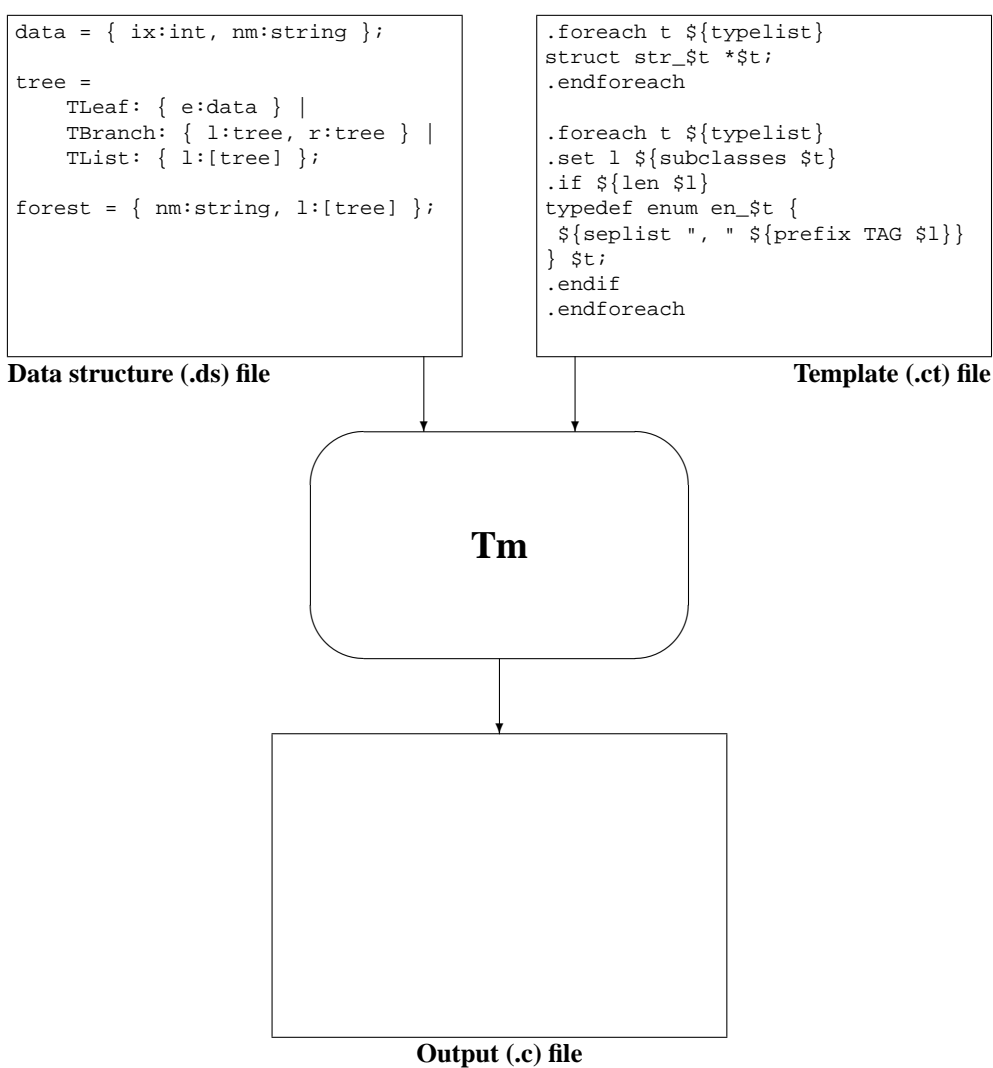 data = { ix:int, nm:string };
tree =
TLeaf: { e:data } |
TBranch: { l:tree, r:tree } |
TList: { l:[tree] };
forest = { nm:string, l:[tree] };
Data structure (.ds) file
.foreach t ${typelist}
struct str_$t *$t;
.endforeach
.foreach t ${typelist}
.set l ${subclasses $t}
.if ${len $l}
typedef enum en_$t {
${seplist ", " ${prefix TAG $l}}
} $t;
.endif
.endforeach
Template (.ct) file
Tm
Output (.c) file